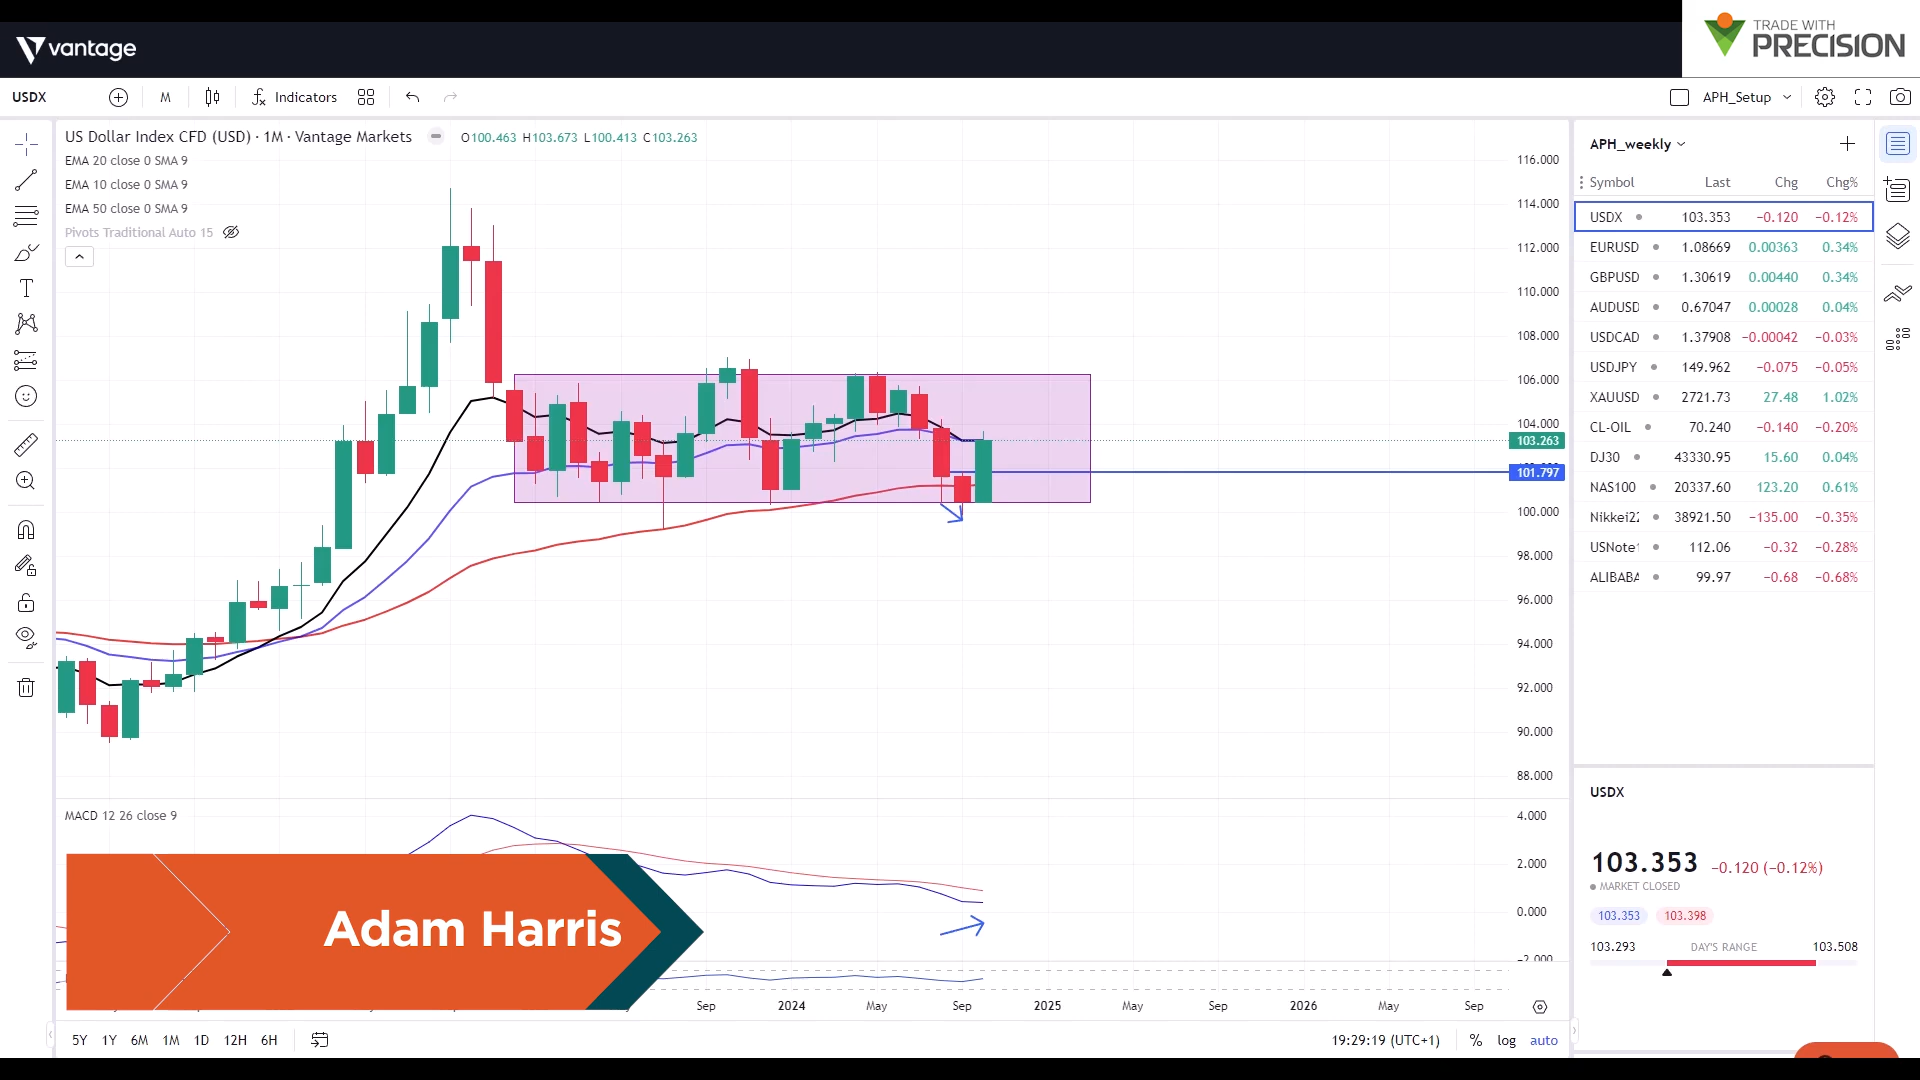 vantage
TRADE WITH
PRECISION
USDX M Indicators APH_Setup
US Dollar Index CFD (USD) · 1M · Vantage Markets O100.463 H103.673 L100.413 C103.263
EMA 20 close 0 SMA 9
EMA 10 close 0 SMA 9
EMA 50 close 0 SMA 9
Pivots Traditional Auto 15
116.000
114.000
112.000
110.000
108.000
106.000
104.000
103.263
101.797
100.000
98.000
96.000
94.000
92.000
90.000
88.000
MACD 12 26 close 9
4.000
2.000
0.000
-2.000
Adam Harris
Sep 2024 May Sep 2025 May Sep 2026 May Sep
5Y 1Y 6M 1M 1D 12H 6H 19:29:19 (UTC+1) % log auto
APH_weekly
Symbol Last Chg Chg%
USDX 103.353 −0.120 −0.12%
EURUSD 1.08669 0.00363 0.34%
GBPUSD 1.30619 0.00440 0.34%
AUDUSD 0.67047 0.00028 0.04%
USDCAD 1.37908 −0.00042 −0.03%
USDJPY 149.962 −0.075 −0.05%
XAUUSD 2721.73 27.48 1.02%
CL-OIL 70.240 −0.140 −0.20%
DJ30 43330.95 15.60 0.04%
NAS100 20337.60 123.20 0.61%
Nikkei22 38921.50 −135.00 −0.35%
USNote 112.06 −0.32 −0.28%
ALIBABA 99.97 −0.68 −0.68%
USDX
103.353 −0.120 (−0.12%)
MARKET CLOSED
103.353 103.398
103.293 DAY'S RANGE 103.508